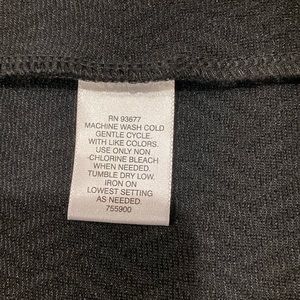 RN 93677
MACHINE WASH COLD
GENTLE CYCLE.
WITH LIKE COLORS.
USE ONLY NON
-CHLORINE BLEACH
WHEN NEEDED.
TUMBLE DRY LOW.
IRON ON
LOWEST SETTING
AS NEEDED.
755900